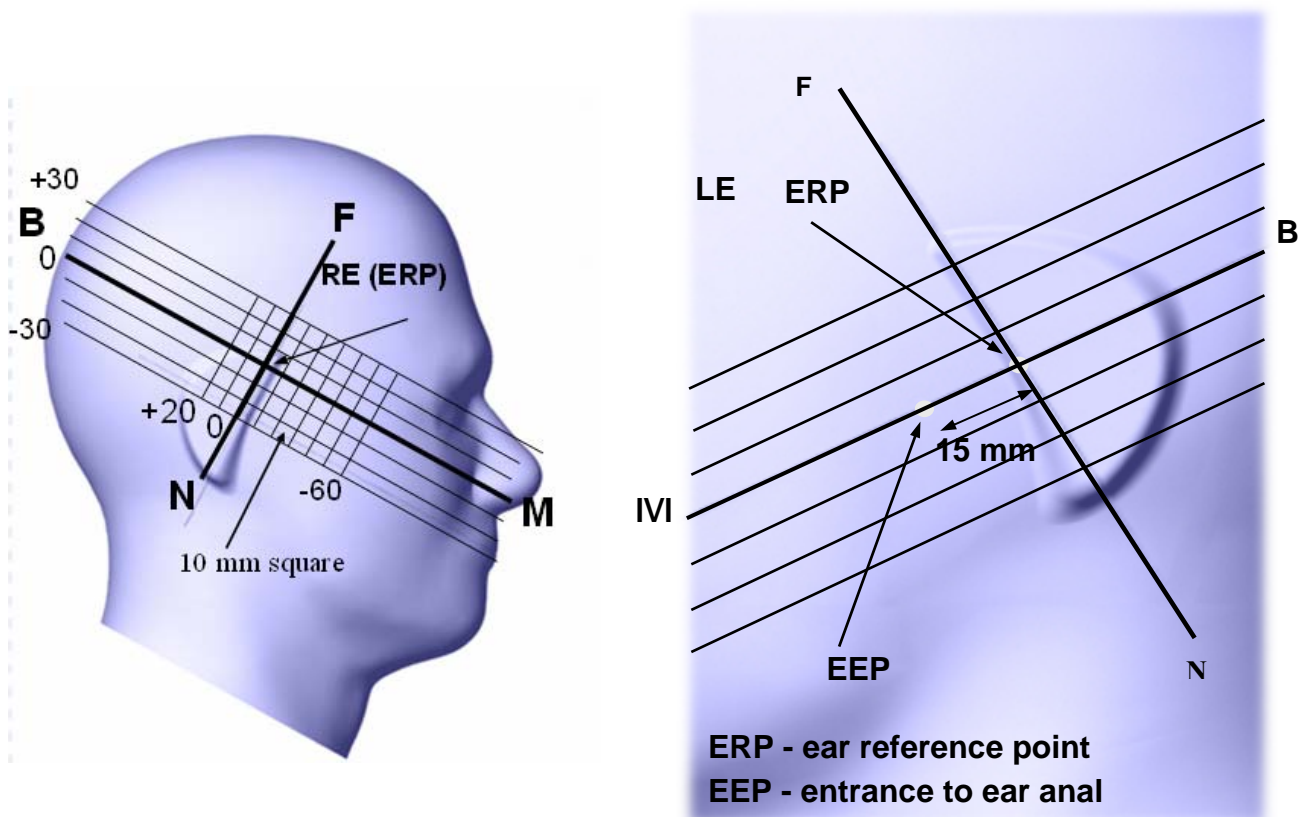 +30
B
0
-30
F
RE (ERP)
+20
0
N
-60
M
10 mm square
F
LE
ERP
B
15 mm
IVI
EEP
N
ERP - ear reference point
EEP - entrance to ear anal